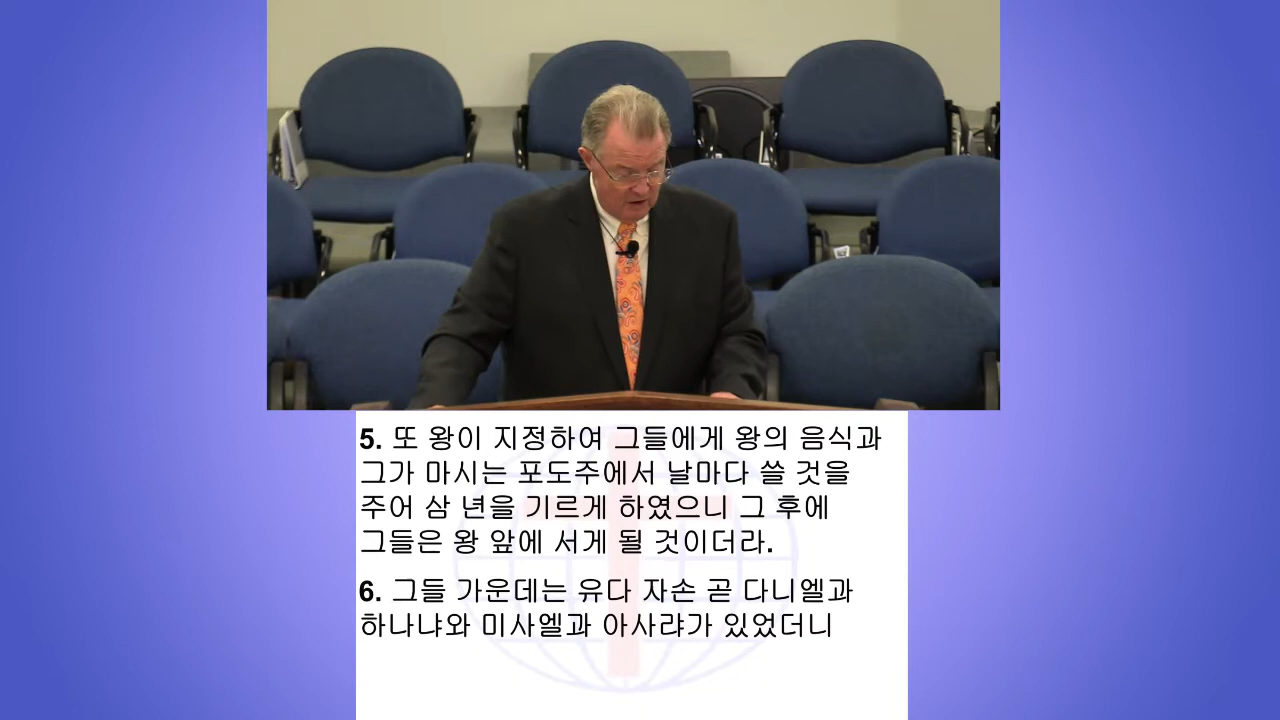 5. 또 왕이 지정하여 그들에게 왕의 음식과
그가 마시는 포도주에서 날마다 쓸 것을
주어 삼 년을 기르게 하였으니 그 후에
그들은 왕 앞에 서게 될 것이더라.
6. 그들 가운데는 유다 자손 곧 다니엘과
하나냐와 미사엘과 아사랴가 있었더니